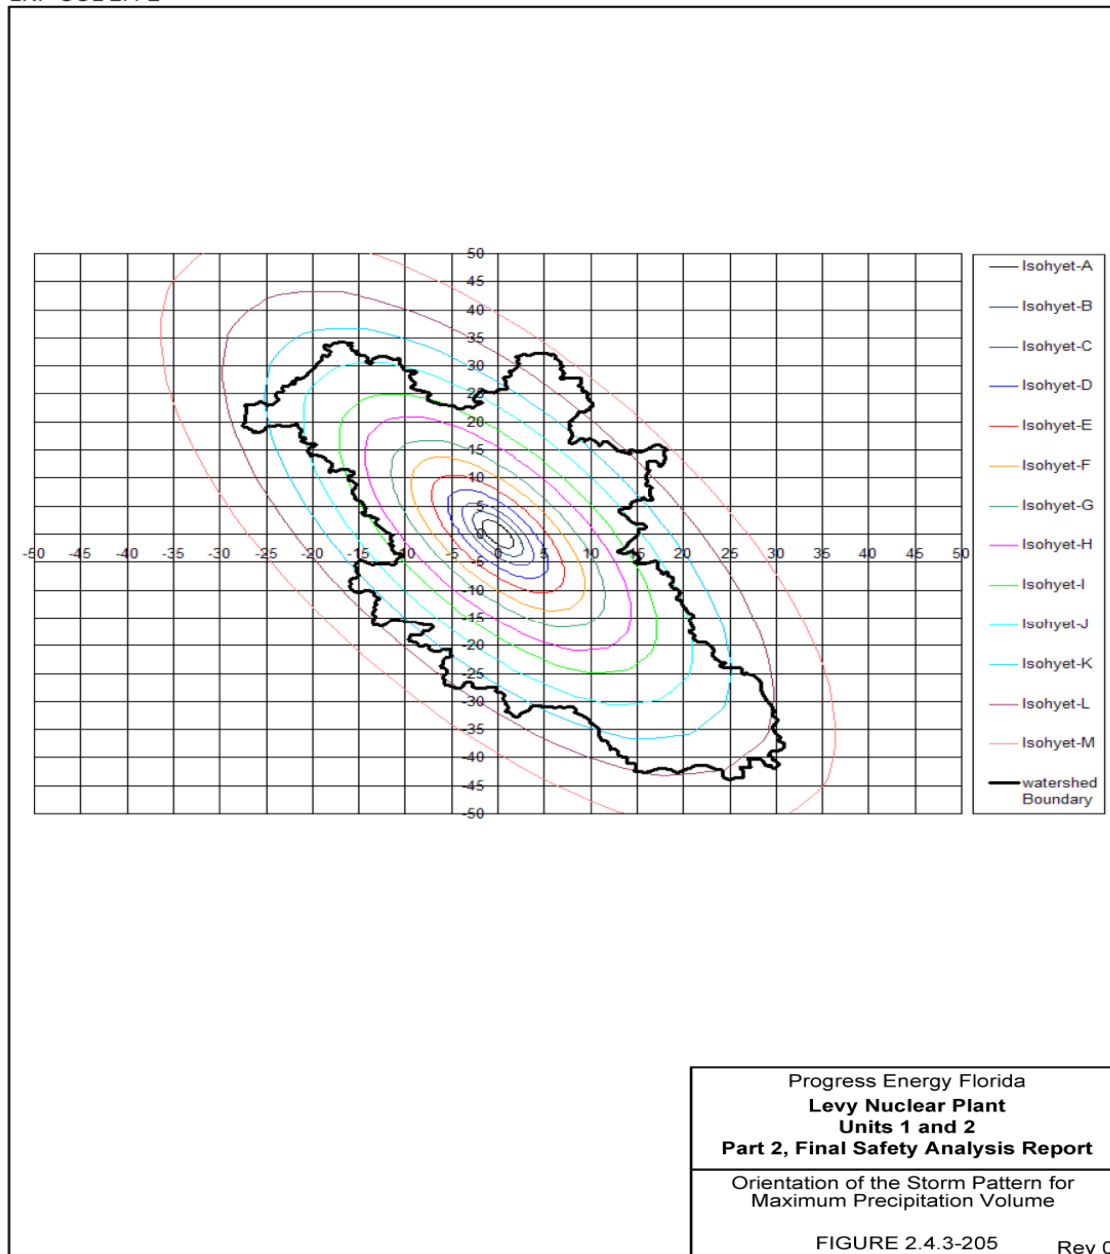 50
45
40
35
30
25
20
15
10
5
0
-50 -45 -40 -35 -30 -25 -20 -15 -10 -5 0 5 10 15 20 25 30 35 40 45 50
-5
-10
-15
-20
-25
-30
-35
-40
-45
-50
Isohyet-A
Isohyet-B
Isohyet-C
Isohyet-D
Isohyet-E
Isohyet-F
Isohyet-G
Isohyet-H
Isohyet-I
Isohyet-J
Isohyet-K
Isohyet-L
Isohyet-M
watershed
Boundary
Progress Energy Florida
Levy Nuclear Plant
Units 1 and 2
Part 2, Final Safety Analysis Report
Orientation of the Storm Pattern for
Maximum Precipitation Volume
FIGURE 2.4.3-205 Rev 0